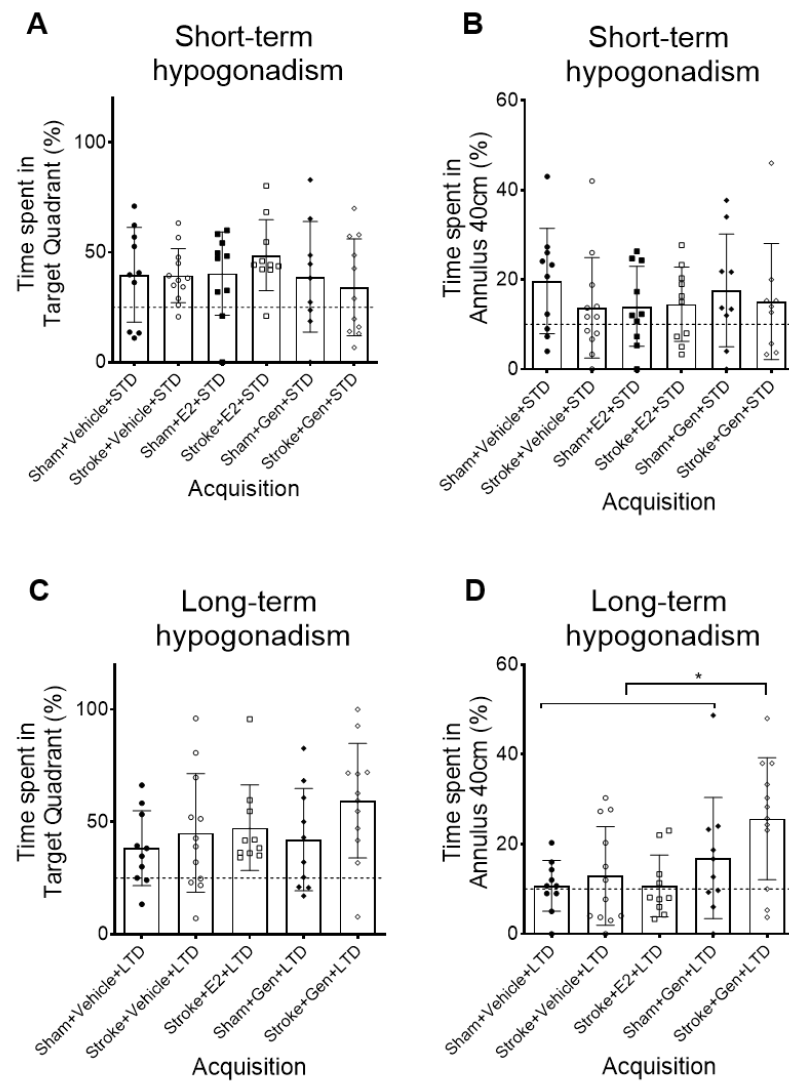 A
Short-term
hypogonadism
Time spent in
Target Quadrant (%)
100
50
0
Sham+Vehicle+STD
Stroke+Vehicle+STD
Sham+E2+STD
Stroke+E2+STD
Sham+Gen+STD
Stroke+Gen+STD
Acquisition
B
Short-term
hypogonadism
Time spent in
Annulus 40cm (%)
60
40
20
0
Sham+Vehicle+STD
Stroke+Vehicle+STD
Sham+E2+STD
Stroke+E2+STD
Sham+Gen+STD
Stroke+Gen+STD
Acquisition
C
Long-term
hypogonadism
Time spent in
Target Quadrant (%)
100
50
0
Sham+Vehicle+LTD
Stroke+Vehicle+LTD
Stroke+E2+LTD
Sham+Gen+LTD
Stroke+Gen+LTD
Acquisition
D
Long-term
hypogonadism
Time spent in
Annulus 40cm (%)
60
40
20
0
*
Sham+Vehicle+LTD
Stroke+Vehicle+LTD
Stroke+E2+LTD
Sham+Gen+LTD
Stroke+Gen+LTD
Acquisition